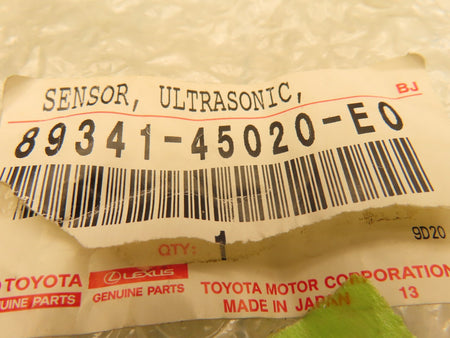 SENSOR, ULTRASONIC,
BJ
89341-45020-E0
QTY: 1
9D20
TOYOTA
GENUINE PARTS
LEXUS
GENUINE PARTS
TOYOTA MOTOR CORPORATION
MADE IN JAPAN 13